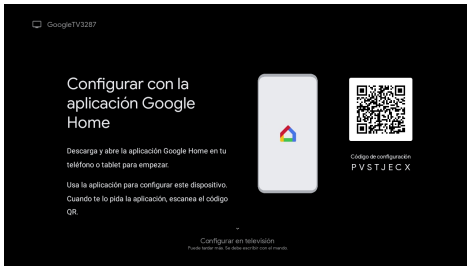 GoogleTV3287
Configurar con la
aplicación Google
Home
Descarga y abre la aplicación Google Home en tu
teléfono o tablet para empezar.
Usa la aplicación para configurar este dispositivo.
Cuando te lo pida la aplicación, escanea el código
QR.
Código de configuración
PVSTJECX
Configurar en televisión
Puede tardar más. Se debe escribir con el mando